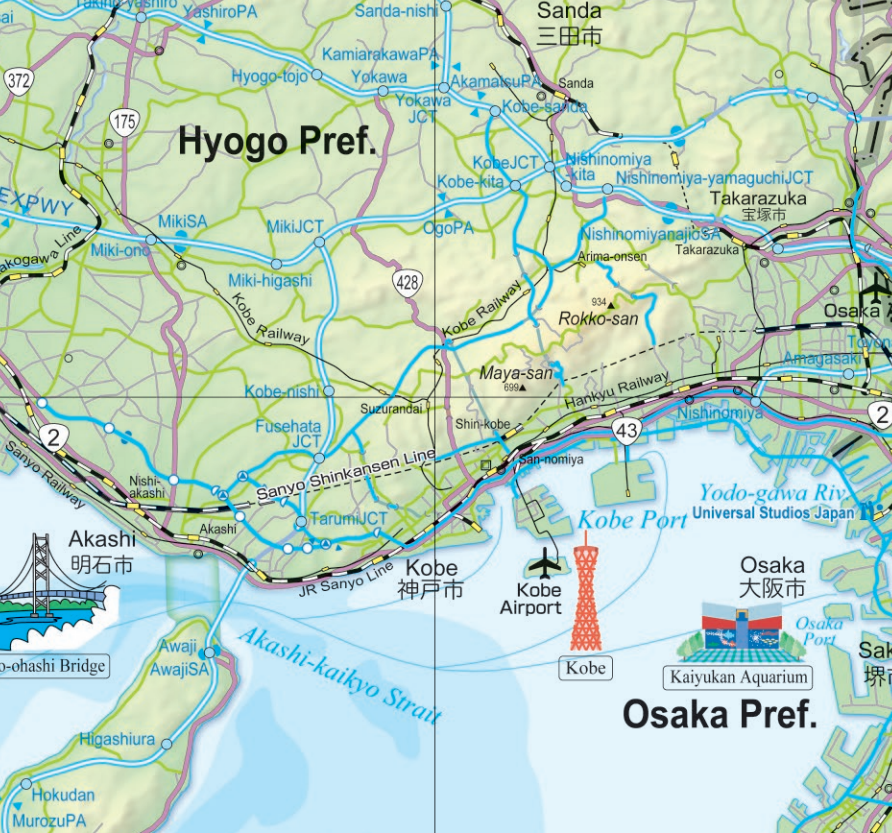 YashiroPA
Sanda-nishi
Sanda
三田市
KamiarakawaPA
372
Hyogo-tojo
Yokawa
AkamatsuPA
Sanda
Yokawa
JCT
Kobe-sanda
175
Hyogo Pref.
KobeJCT
Nishinomiya
-kita
Kobe-kita
Nishinomiya-yamaguchiJCT
Takarazuka
宝塚市
EXPWY
MikiSA
MikiJCT
OgoPA
NishinomiyanajioSA
Miki-ono
Takarazuka
Arima-onsen
Miki-higashi
428
Kobe Railway
Kobe Railway
934
Rokko-san
Osaka
Amagasaki
Maya-san
699
Hankyu Railway
Kobe-nishi
Suzurandai
Nishinomiya
2
Fusehata
JCT
Shin-kobe
43
2
Sanyo Shinkansen Line
San-nomiya
Sanyo Railway
Nishi-
akashi
Yodo-gawa Riv.
Universal Studios Japan
Akashi
TarumiJCT
Kobe Port
Akashi
明石市
JR Sanyo Line
Kobe
神戸市
Kobe
Airport
Osaka
大阪市
Osaka
Port
Awaji
AwajiSA
Akashi-kaikyo Strait
o-ohashi Bridge
Kobe
Kaiyukan Aquarium
Osaka Pref.
Higashiura
Hokudan
MurozuPA